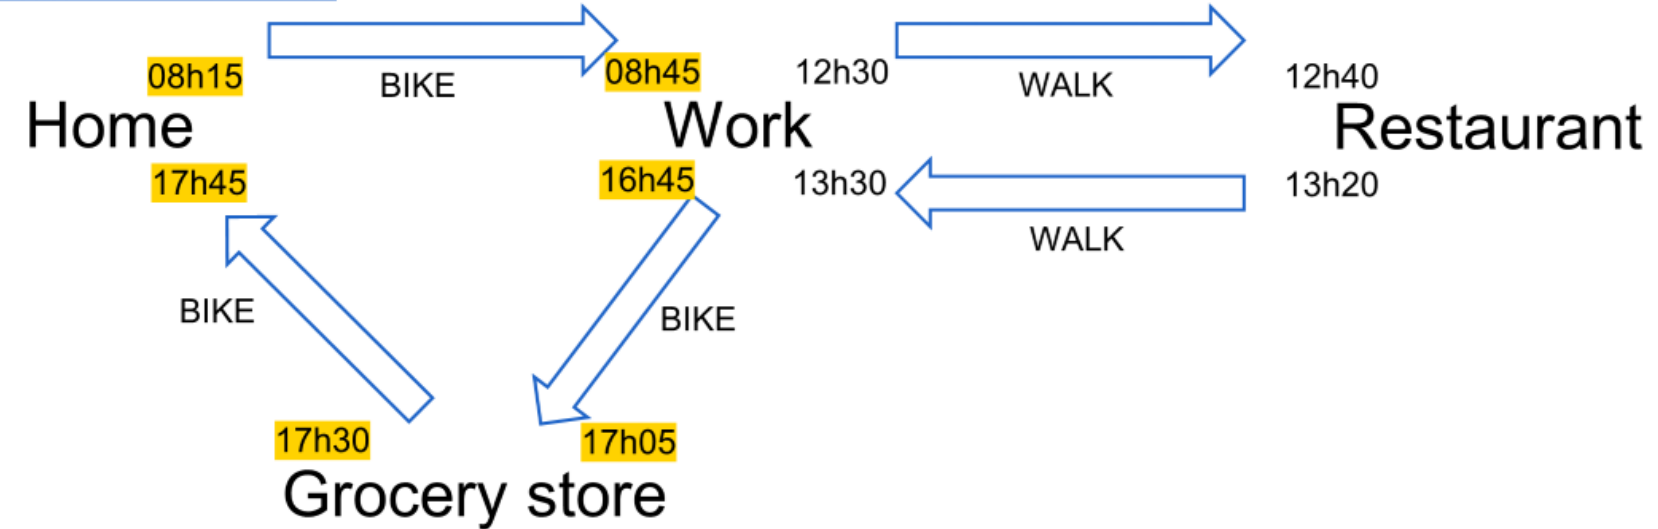 08h15
BIKE
08h45
12h30
WALK
12h40
Home
Work
Restaurant
17h45
16h45
13h30
13h20
WALK
BIKE
BIKE
17h30
17h05
Grocery store